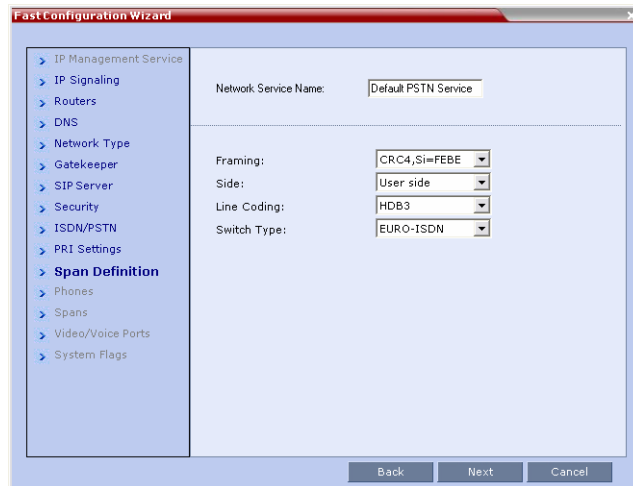 Fast Configuration Wizard
IP Management Service
IP Signaling
Routers
DNS
Network Type
Gatekeeper
SIP Server
Security
ISDN/PSTN
PRI Settings
Span Definition
Phones
Spans
Video/Voice Ports
System Flags
Network Service Name: Default PSTN Service
Framing: CRC4,Si=FEBE
Side: User side
Line Coding: HDB3
Switch Type: EURO-ISDN
Back Next Cancel